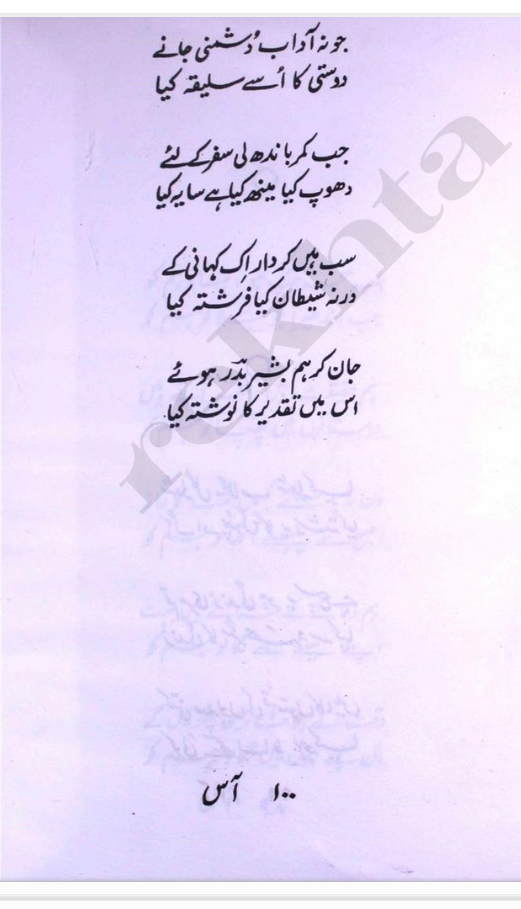 جو نہ آدابِ دُشمنی جانے
دوستی کا اُسے سلیقہ کیا
جب کمر باندھ لی سفر کے لئے
دھوپ کیا مینھ کیا ہے سایہ کیا
سب ہیں کردار اِک کہانی کے
ورنہ شیطان کیا فرشتہ کیا
جان کر ہم بشیر بدرؔ ہوئے
اس میں تقدیر کا نوشتہ کیا
۱۰۰ آس
rekhta